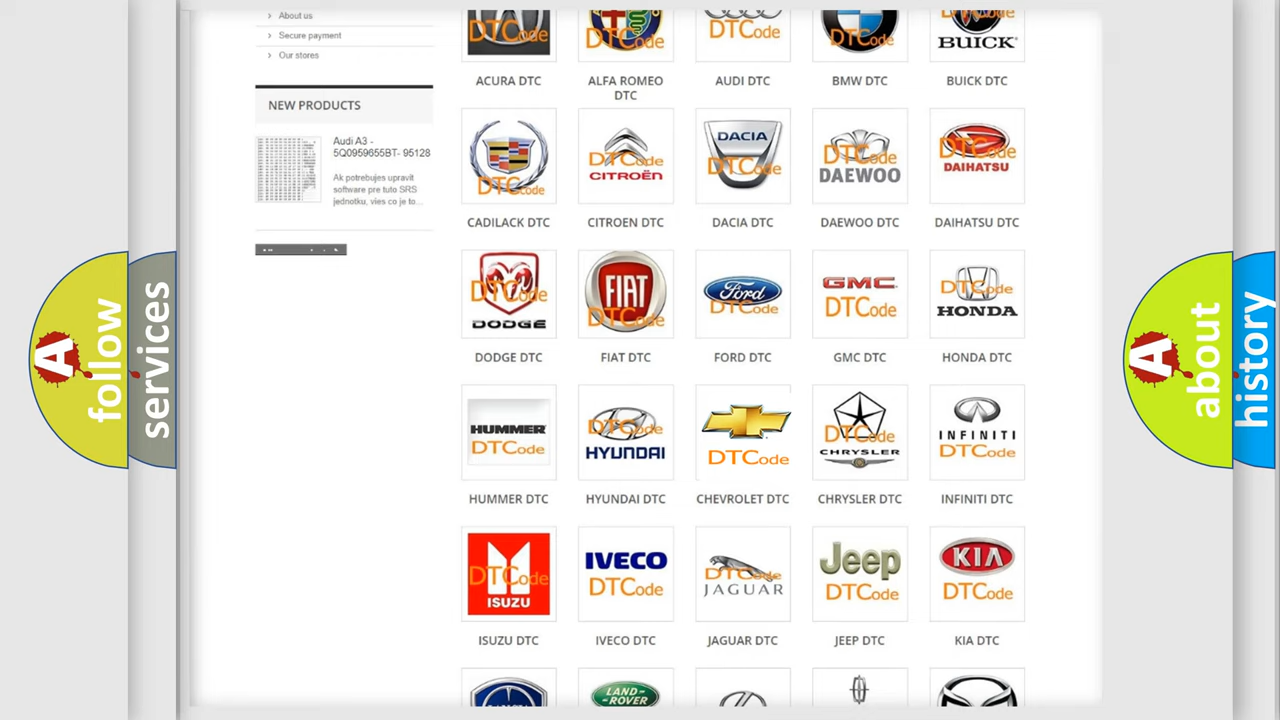 About us
Secure payment
Our stores
NEW PRODUCTS
Audi A3 -
5Q0959655BT- 95128
Ak potrebujes upravit
software pre tuto SRS
jednotku, vies co je to...
DTCode
DTCode
DTCode
DTCode
BUICK
ACURA DTC
ALFA ROMEO
DTC
AUDI DTC
BMW DTC
BUICK DTC
DTCode
DTCode
CITROËN
DACIA
DTCode
DTCode
DAEWOO
DTCode
DAIHATSU
CADILACK DTC
CITROEN DTC
DACIA DTC
DAEWOO DTC
DAIHATSU DTC
DTCode
DODGE
FIAT
DTCode
Ford
DTCode
GMC
DTCode
DTCode
HONDA
DODGE DTC
FIAT DTC
FORD DTC
GMC DTC
HONDA DTC
HUMMER
DTCode
DTCode
HYUNDAI
DTCode
DTCode
CHRYSLER
INFINITI
DTCode
HUMMER DTC
HYUNDAI DTC
CHEVROLET DTC
CHRYSLER DTC
INFINITI DTC
DTCode
ISUZU
IVECO
DTCode
DTCode
JAGUAR
Jeep
DTCode
KIA
DTCode
ISUZU DTC
IVECO DTC
JAGUAR DTC
JEEP DTC
KIA DTC
LAND-
ROVER
A
follow
services
A
about
history